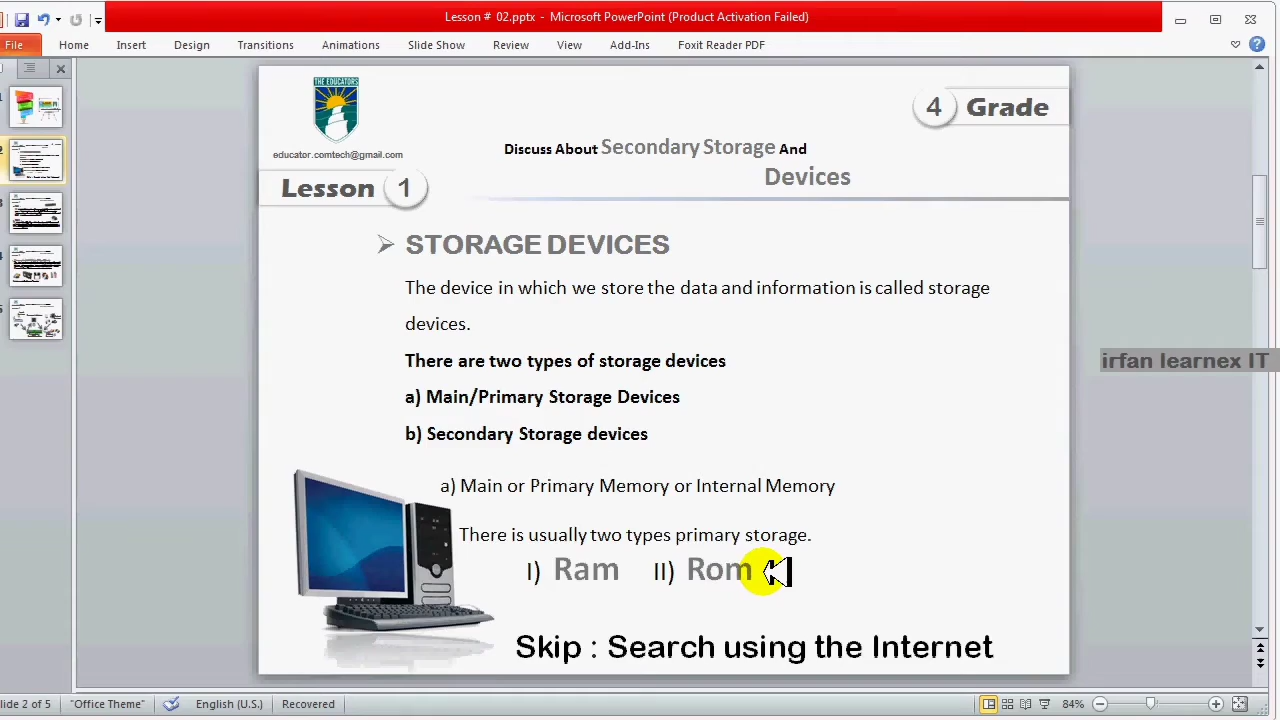 Lesson # 02.pptx - Microsoft PowerPoint (Product Activation Failed)
File Home Insert Design Transitions Animations Slide Show Review View Add-Ins Foxit Reader PDF
THE EDUCATORS
4 Grade
educator.comtech@gmail.com
Discuss About Secondary Storage And
Devices
Lesson 1
STORAGE DEVICES
The device in which we store the data and information is called storage
devices.
There are two types of storage devices
irfan learnex IT
a) Main/Primary Storage Devices
b) Secondary Storage devices
a) Main or Primary Memory or Internal Memory
There is usually two types primary storage.
I) Ram II) Rom
Skip : Search using the Internet
Slide 2 of 5 "Office Theme" English (U.S.) Recovered 84%